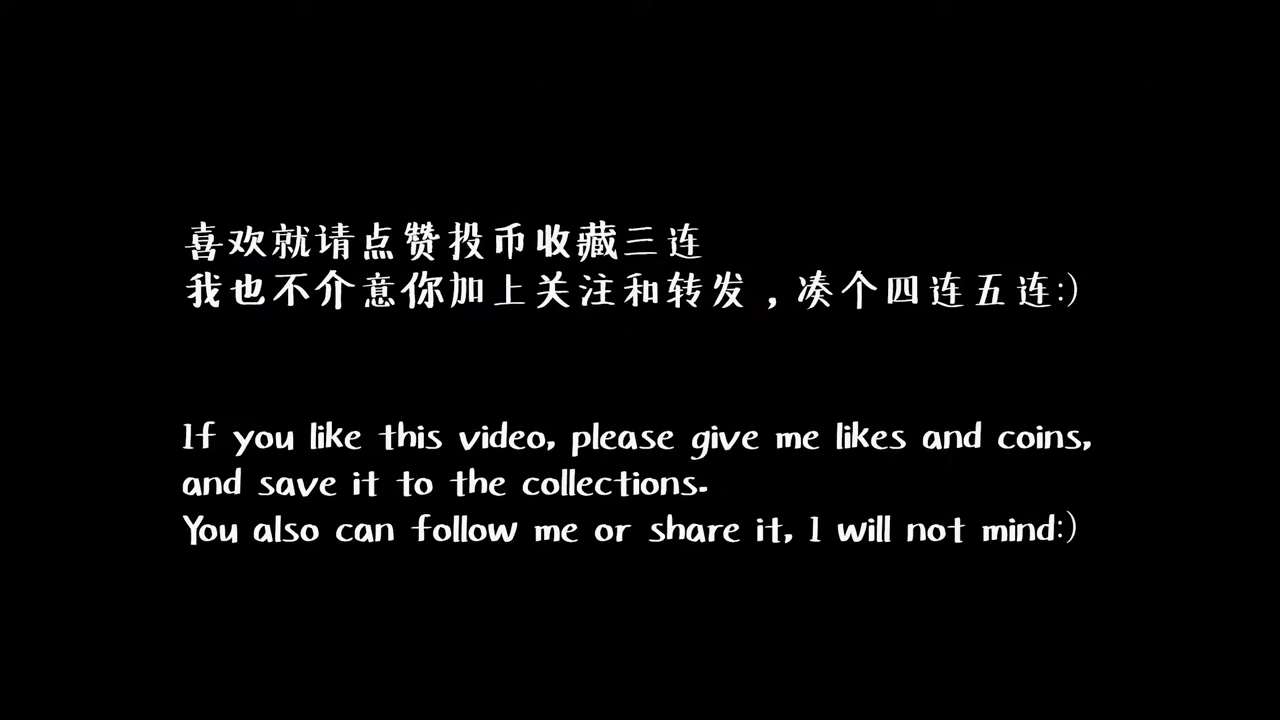 喜欢就请点赞投币收藏三连
我也不介意你加上关注和转发，凑个四连五连:)
If you like this video, please give me likes and coins,
and save it to the collections.
You also can follow me or share it, I will not mind:)